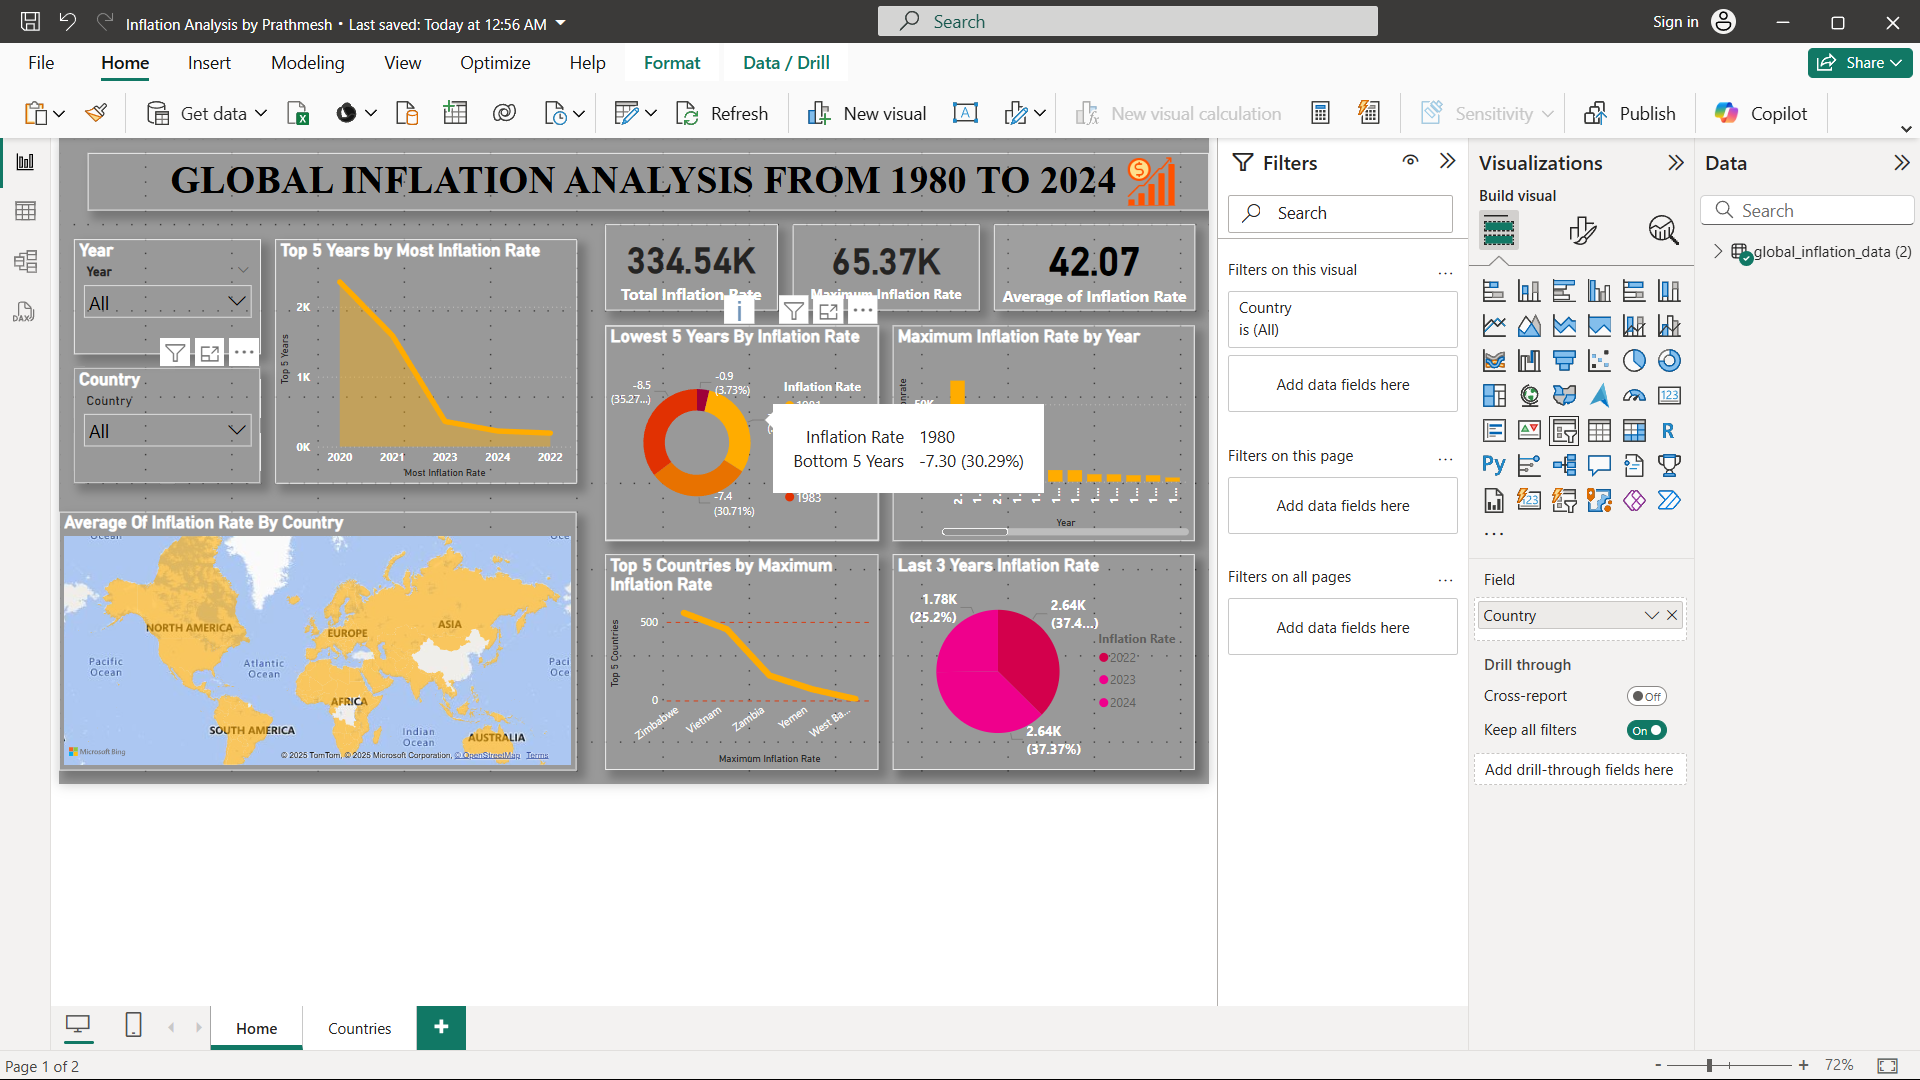 Inflation Analysis by Prathmesh • Last saved: Today at 12:56 AM
Search
Sign in
File Home Insert Modeling View Optimize Help Format Data / Drill
Share
Get data
Refresh
New visual
A
New visual calculation
Sensitivity
Publish
Copilot
GLOBAL INFLATION ANALYSIS FROM 1980 TO 2024
Year
Year
All
Country
Country
All
Top 5 Years by Most Inflation Rate
Top 5 Years
2K
1K
0K
2020 2021 2023 2024 2022
Most Inflation Rate
334.54K
Total Inflation Rate
65.37K
Maximum Inflation Rate
42.07
Average of Inflation Rate
Lowest 5 Years By Inflation Rate
-8.5
(35.27...)
-0.9
(3.73%)
-7.4
(30.71%)
Inflation Rate
1981
1983
Inflation Rate 1980
Bottom 5 Years -7.30 (30.29%)
Maximum Inflation Rate by Year
50K
Year
Average Of Inflation Rate By Country
NORTH AMERICA
EUROPE
ASIA
Pacific
Ocean
Atlantic
Ocean
AFRICA
SOUTH AMERICA
Indian
Ocean
AUSTRALIA
Paci
Oce
Microsoft Bing
© 2025 TomTom, © 2025 Microsoft Corporation, © OpenStreetMap Terms
Top 5 Countries by Maximum
Inflation Rate
Top 5 Countries
500
0
Zimbabwe Vietnam Zambia Yemen West Ba...
Maximum Inflation Rate
Last 3 Years Inflation Rate
1.78K
(25.2%)
2.64K
(37.4...)
2.64K
(37.37%)
Inflation Rate
2022
2023
2024
Filters
Search
Filters on this visual
Country
is (All)
Add data fields here
Filters on this page
Add data fields here
Filters on all pages
Add data fields here
Visualizations
Build visual
123
R
Py
123
Field
Country
Drill through
Cross-report
Off
Keep all filters
On
Add drill-through fields here
Data
Search
global_inflation_data (2)
DAX
Home
Countries
Page 1 of 2
72%